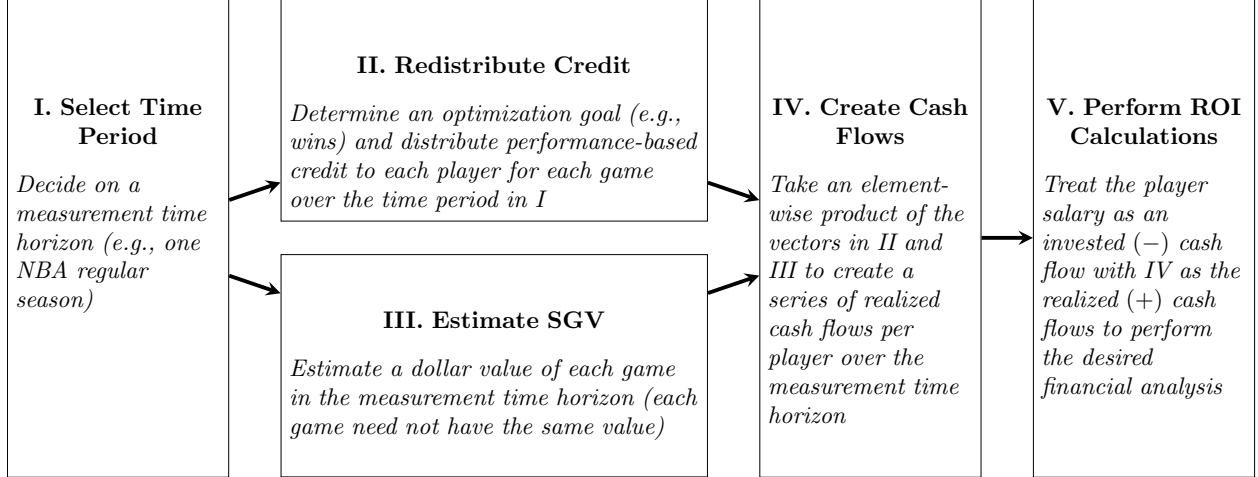 I. Select Time
Period
Decide on a
measurement time
horizon (e.g., one
NBA regular
season)
II. Redistribute Credit
Determine an optimization goal (e.g.,
wins) and distribute performance-based
credit to each player for each game
over the time period in I
III. Estimate SGV
Estimate a dollar value of each game
in the measurement time horizon (each
game need not have the same value)
IV. Create Cash
Flows
Take an element-
wise product of the
vectors in II and
III to create a
series of realized
cash flows per
player over the
measurement time
horizon
V. Perform ROI
Calculations
Treat the player
salary as an
invested (−) cash
flow with IV as the
realized (+) cash
flows to perform
the desired
financial analysis